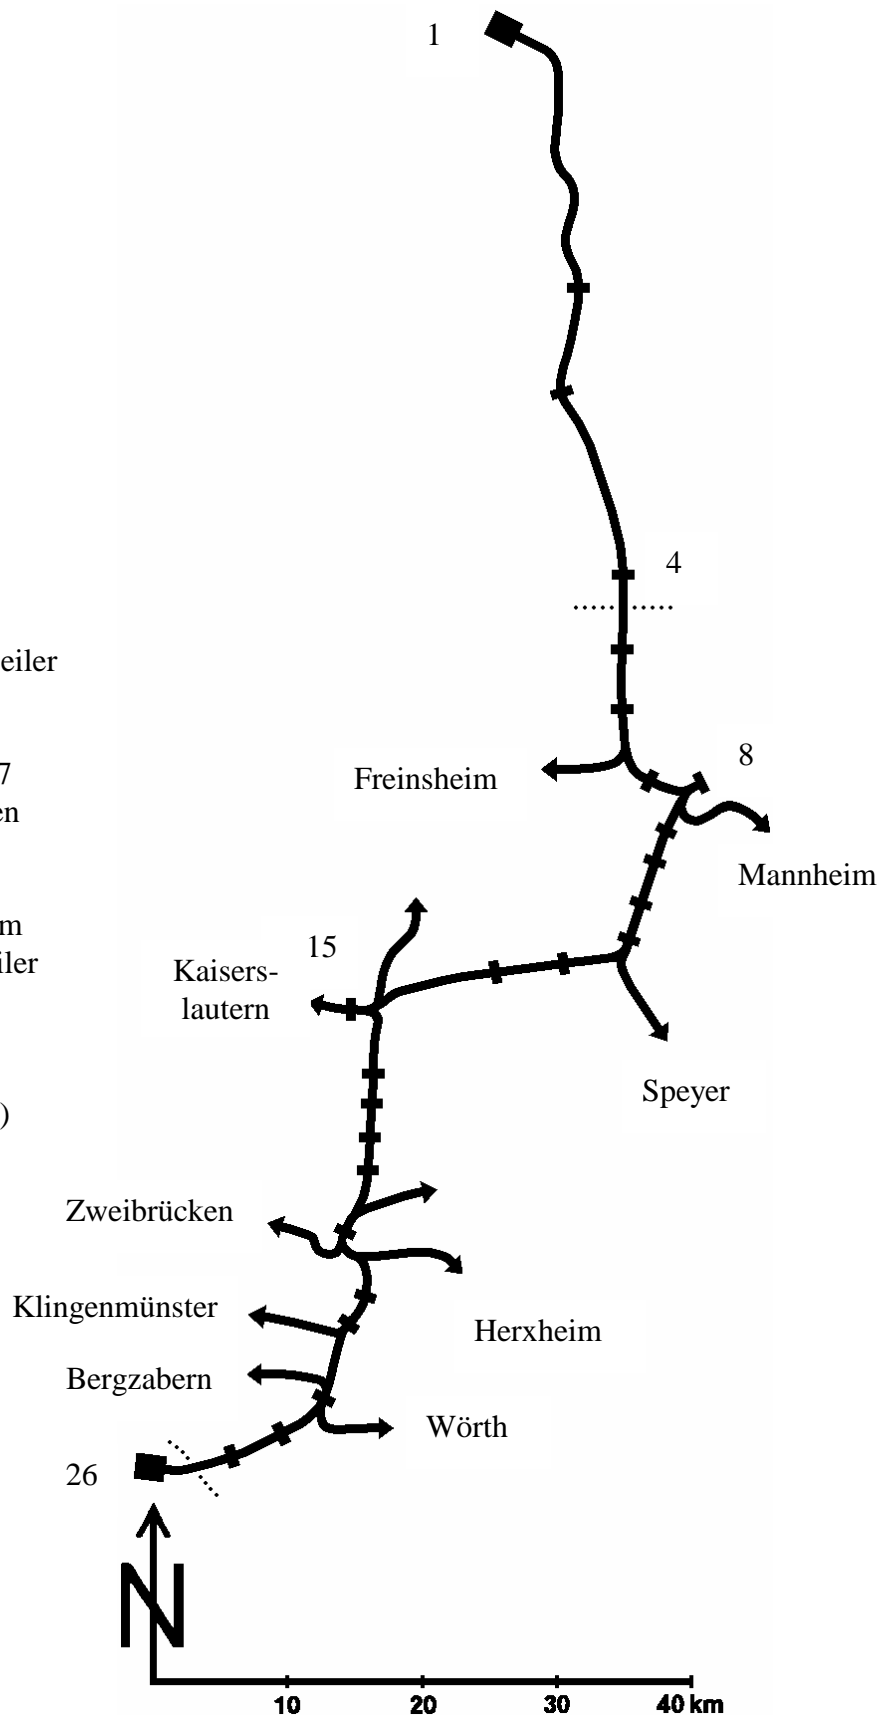 1
4
eiler
8
7
Freinsheim
en
Mannheim
m
15
iler
Kaisers-
lautern
Speyer
)
Zweibrücken
Klingenmünster
Herxheim
Bergzabern
Wörth
26
N
10 20 30 40 km